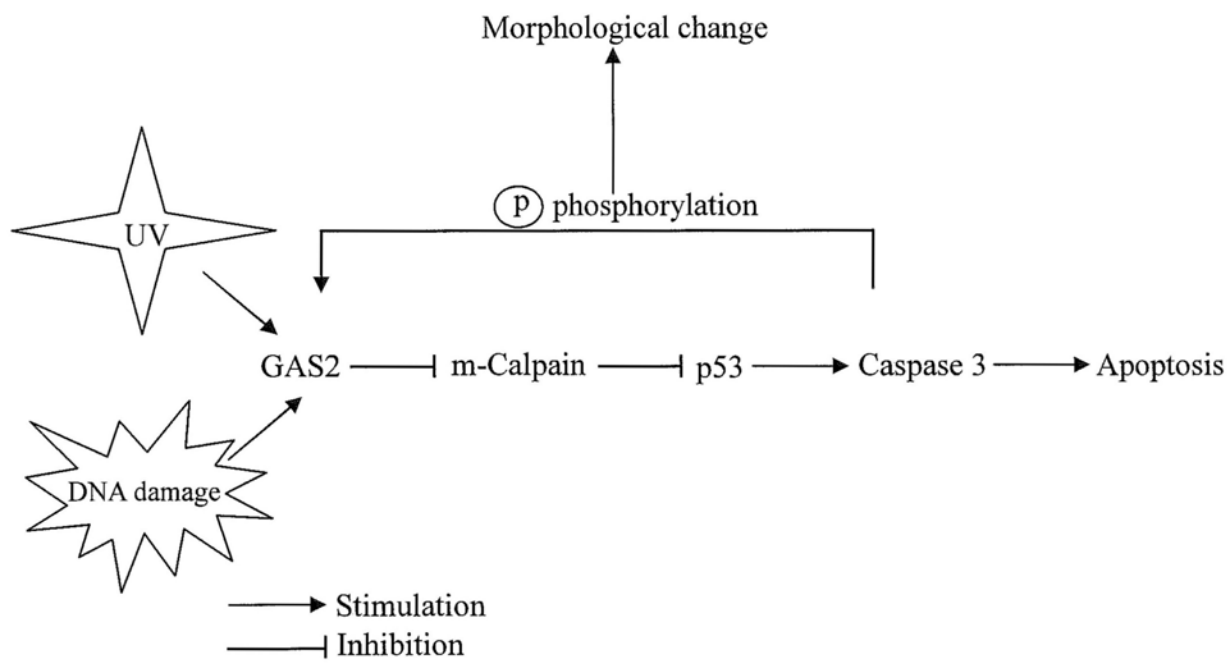 Morphological change
p phosphorylation
UV
GAS2 m-Calpain p53 Caspase 3 Apoptosis
DNA damage
Stimulation
Inhibition